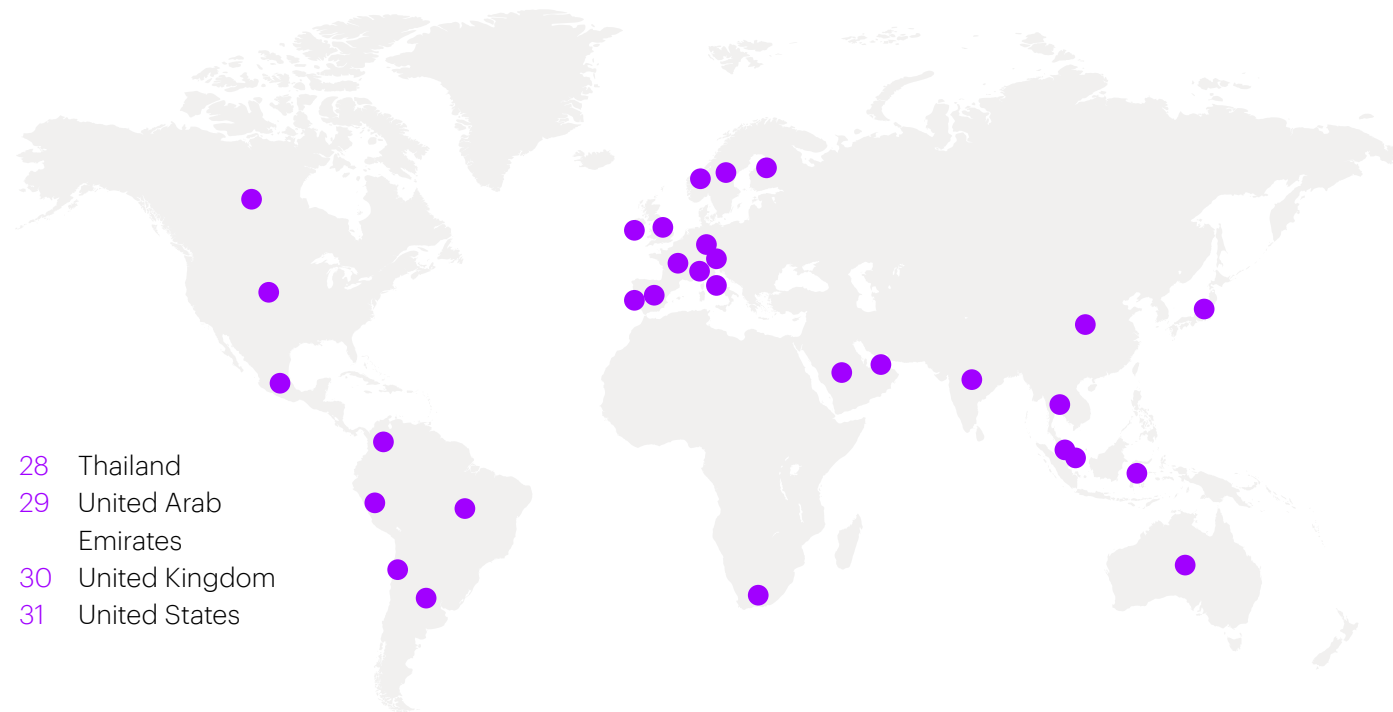 28 Thailand
29 United Arab
Emirates
30 United Kingdom
31 United States